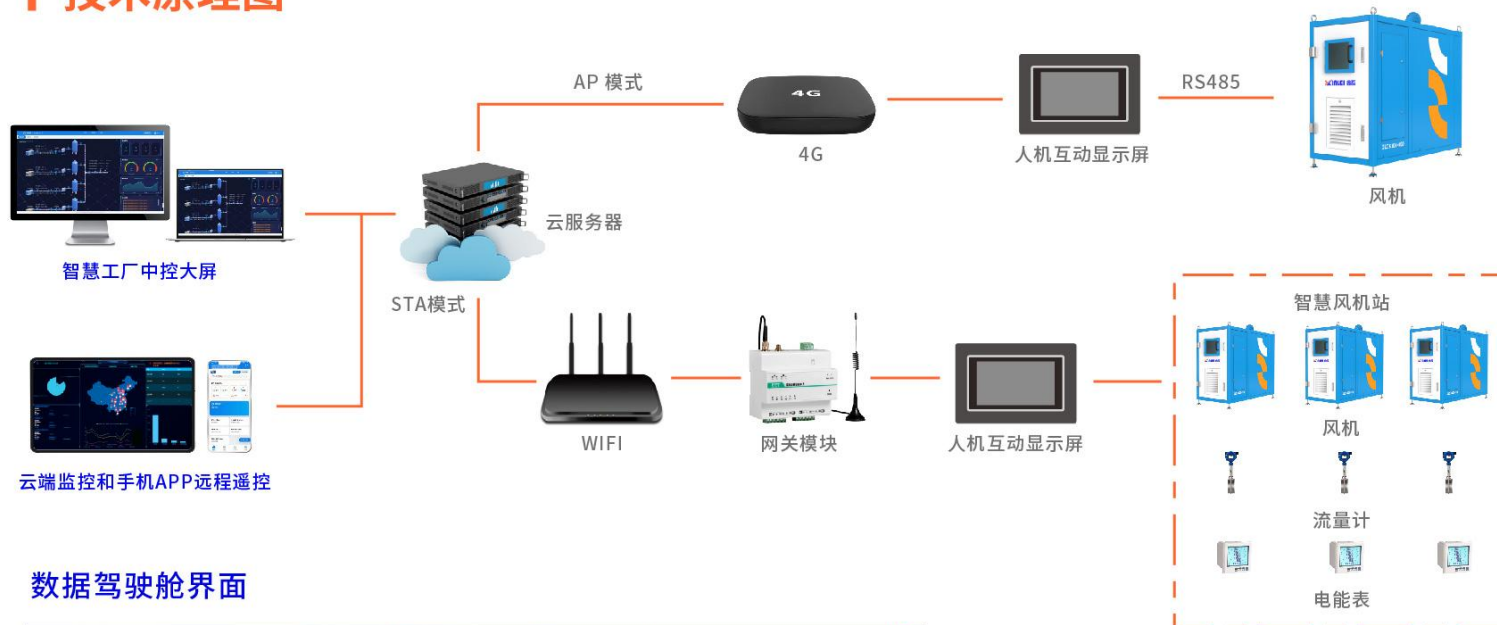 技术原理图
AP 模式
4G
4G
人机互动显示屏
RS485
风机
云服务器
智慧工厂中控大屏
STA模式
WIFI
网关模块
人机互动显示屏
智慧风机站
风机
流量计
电能表
云端监控和手机APP远程遥控
数据驾驶舱界面